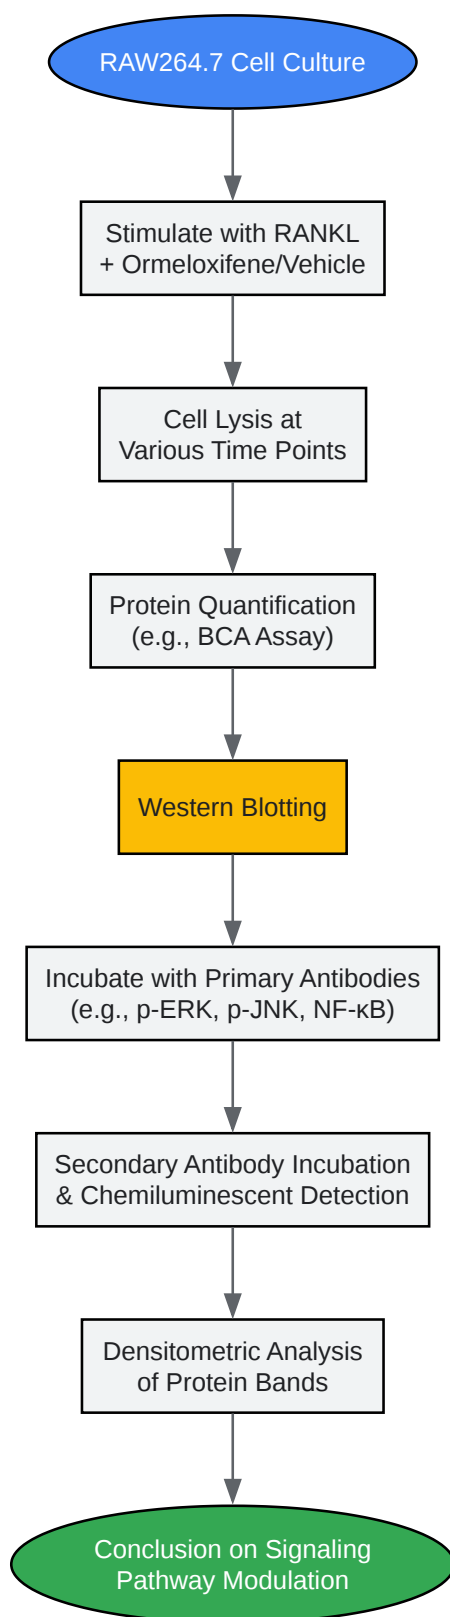 RAW264.7 Cell Culture
Stimulate with RANKL
+ Ormeloxifene/Vehicle
Cell Lysis at
Various Time Points
Protein Quantification
(e.g., BCA Assay)
Western Blotting
Incubate with Primary Antibodies
(e.g., p-ERK, p-JNK, NF-κB)
Secondary Antibody Incubation
& Chemiluminescent Detection
Densitometric Analysis
of Protein Bands
Conclusion on Signaling
Pathway Modulation